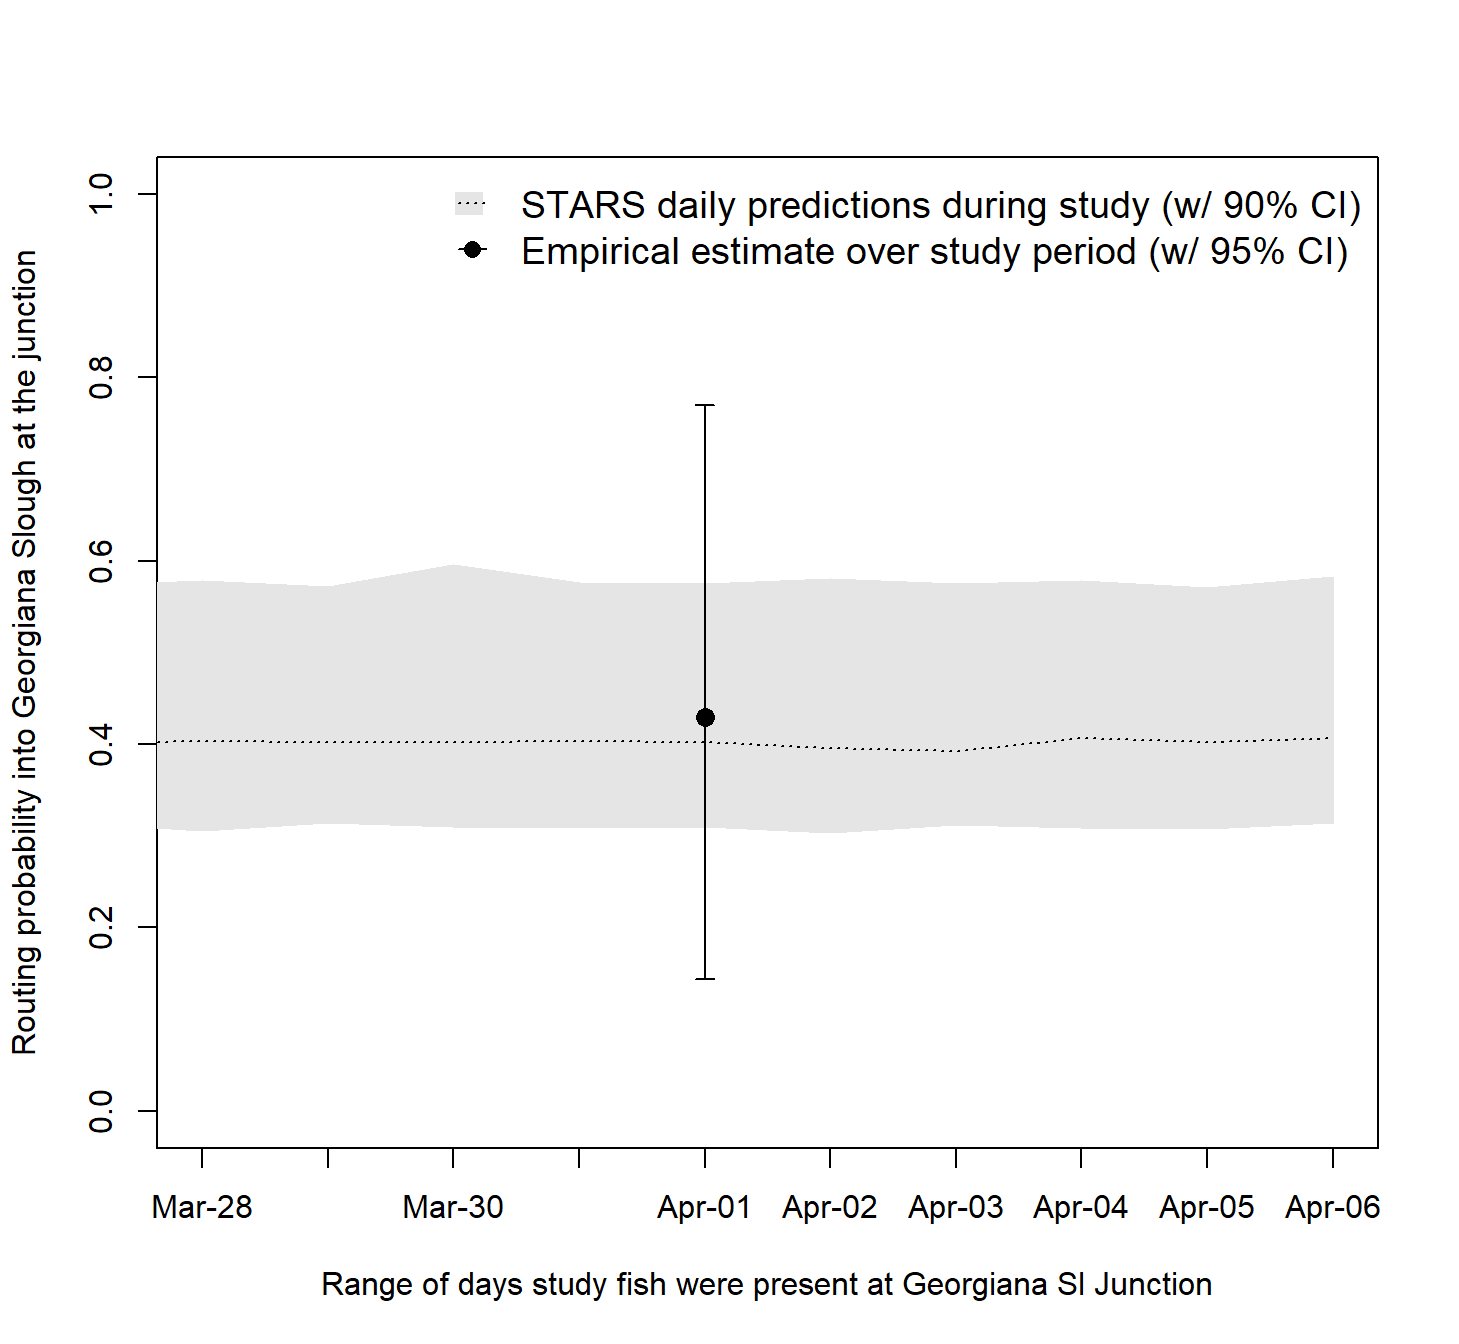 STARS daily predictions during study (w/ 90% CI)
Empirical estimate over study period (w/ 95% CI)
Routing probability into Georgiana Slough at the junction
1.0
0.8
0.6
0.4
0.2
0.0
Mar-28 Mar-30 Apr-01 Apr-02 Apr-03 Apr-04 Apr-05 Apr-06
Range of days study fish were present at Georgiana Sl Junction